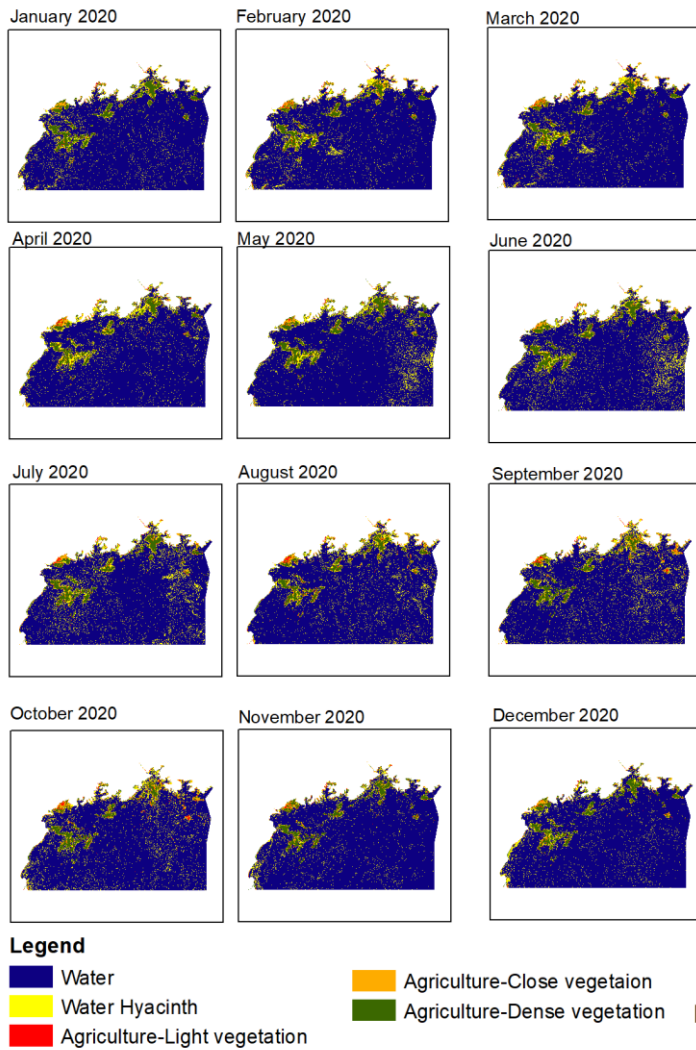 January 2020
February 2020
March 2020
April 2020
May 2020
June 2020
July 2020
August 2020
September 2020
October 2020
November 2020
December 2020
Legend
Water
Water Hyacinth
Agriculture-Light vegetation
Agriculture-Close vegetaion
Agriculture-Dense vegetation